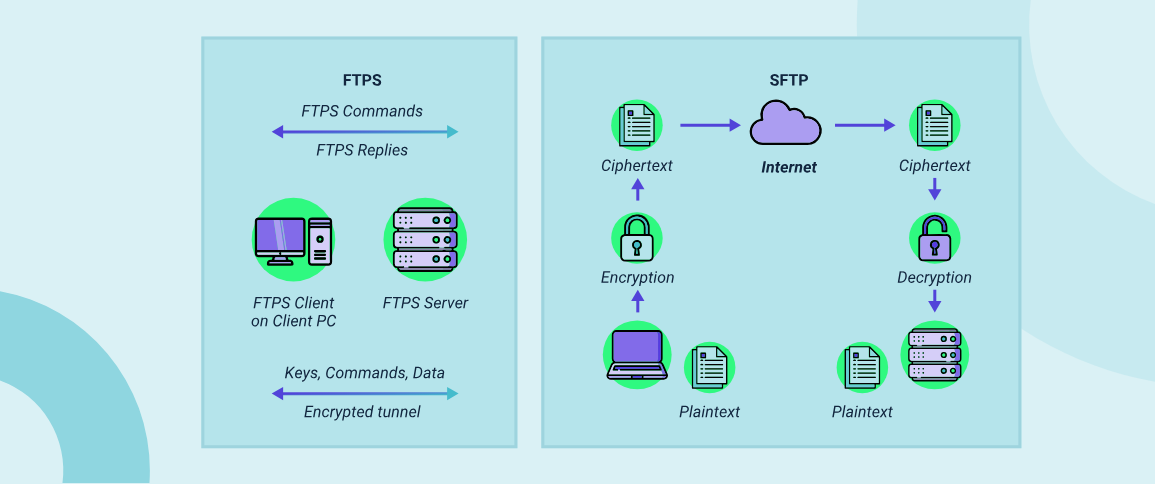 FTPS
FTPS Commands
FTPS Replies
FTPS Client
on Client PC
FTPS Server
Keys, Commands, Data
Encrypted tunnel
SFTP
Ciphertext
Internet
Ciphertext
Encryption
Decryption
Plaintext
Plaintext